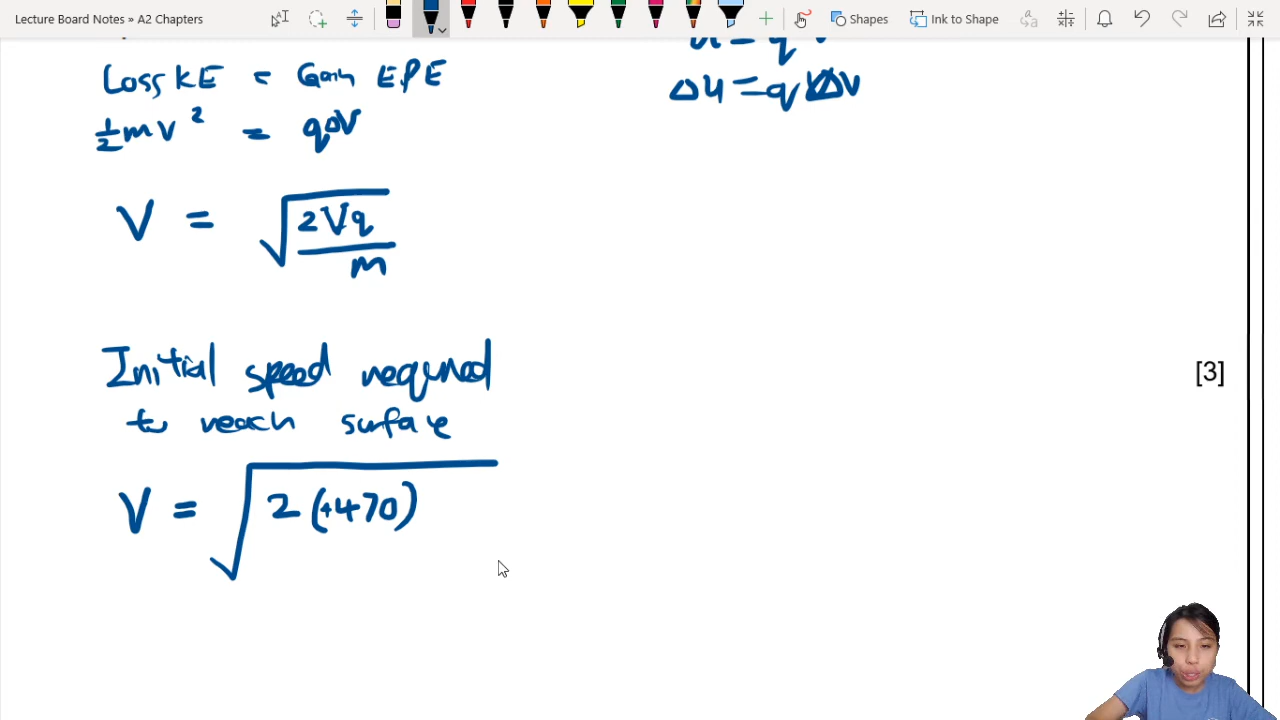 Lecture Board Notes » A2 Chapters
Shapes
Ink to Shape
Loss KE = Gain EPE
½mv² = qΔV
ΔU = qΔV
V = √(2Vq/m)
Initial speed required
to reach surface
[3]
V = √2(+470)